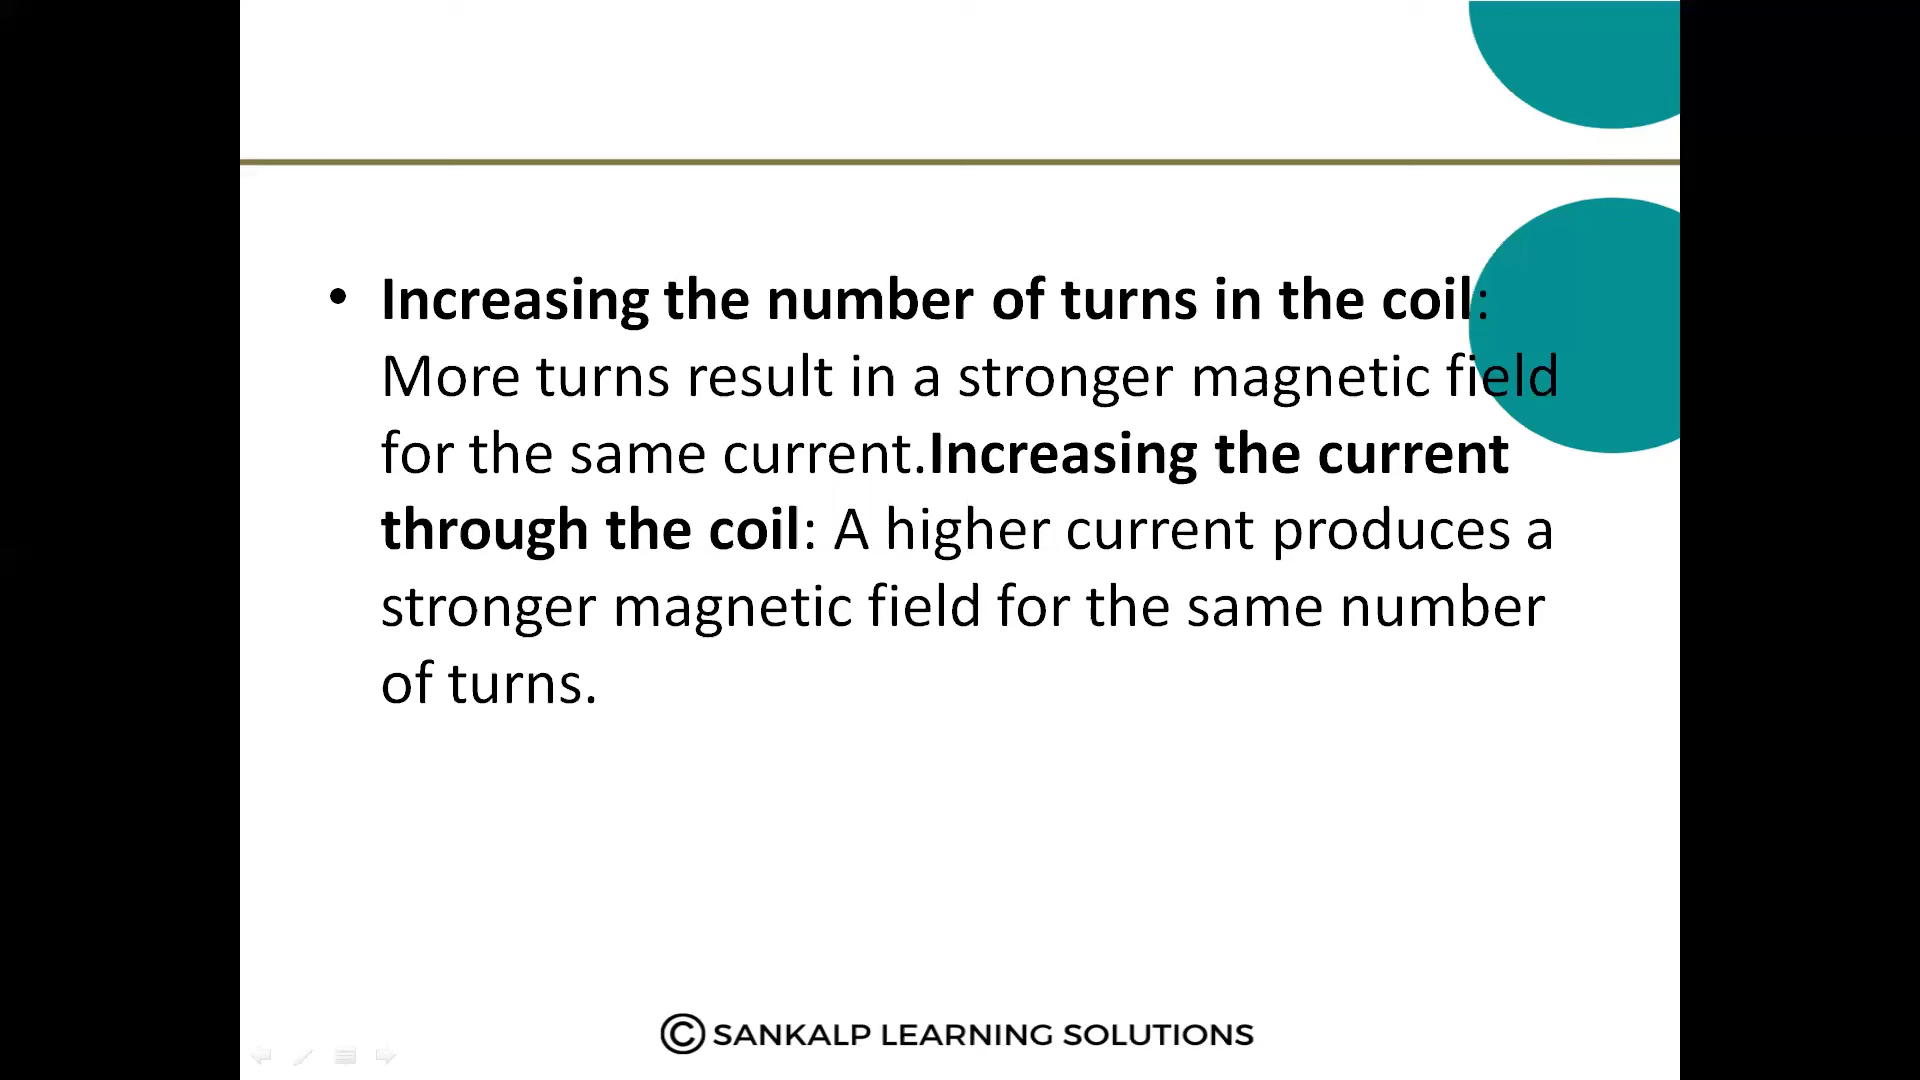 • Increasing the number of turns in the coil:
More turns result in a stronger magnetic field
for the same current.Increasing the current
through the coil: A higher current produces a
stronger magnetic field for the same number
of turns.
© SANKALP LEARNING SOLUTIONS